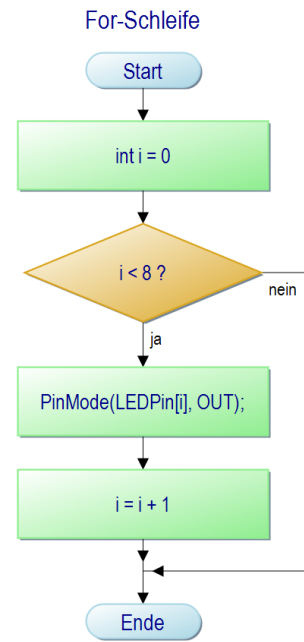 For-Schleife
Start
int i = 0
i < 8 ?
nein
ja
PinMode(LEDPin[i], OUT);
i = i + 1
Ende